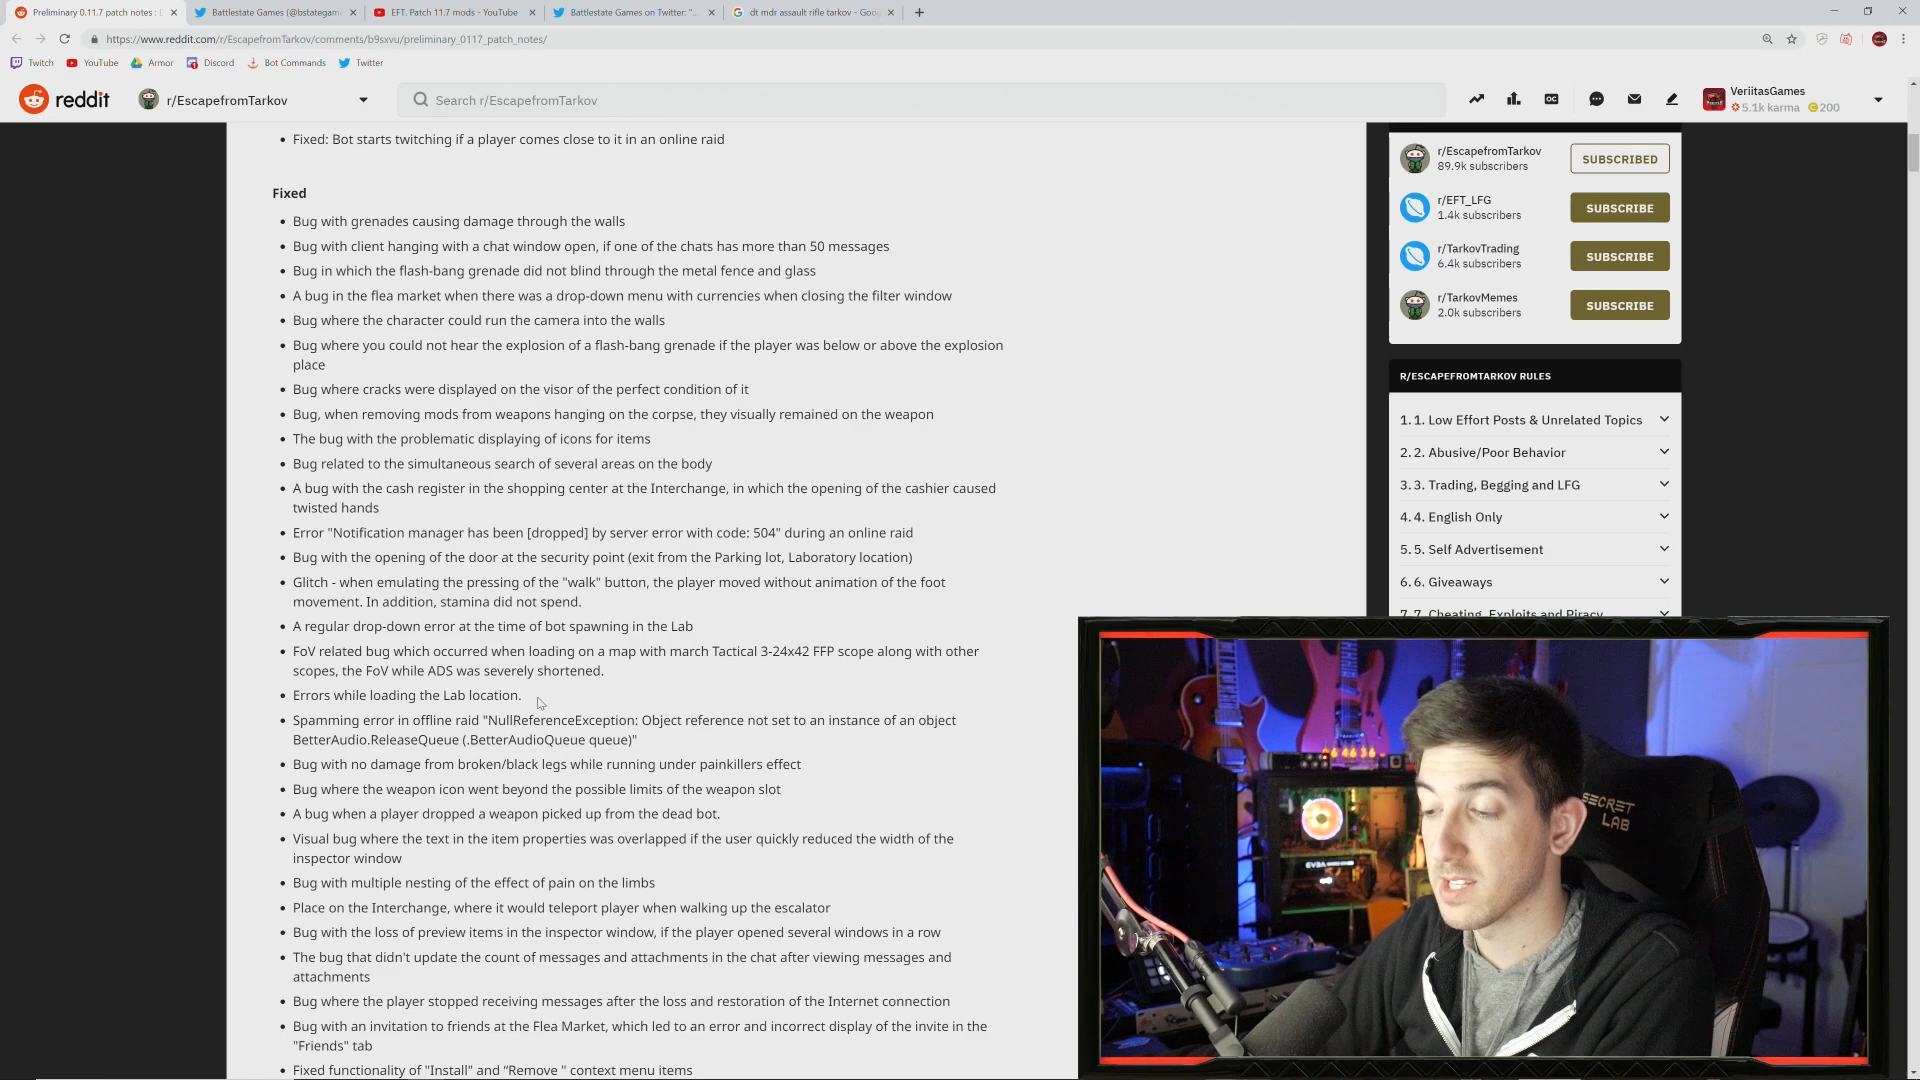 Preliminary 0.11.7 patch notes : E
Battlestate Games (@bstategam
EFT. Patch 11.7 mods - YouTube
Battlestate Games on Twitter: "
dt mdr assault rifle tarkov - Goo
https://www.reddit.com/r/EscapefromTarkov/comments/b9sxvu/preliminary_0117_patch_notes/
Twitch YouTube Armor Discord Bot Commands Twitter
reddit r/EscapefromTarkov Search r/EscapefromTarkov
VeriitasGames
5.1k karma 200
Fixed: Bot starts twitching if a player comes close to it in an online raid
Fixed
Bug with grenades causing damage through the walls
Bug with client hanging with a chat window open, if one of the chats has more than 50 messages
Bug in which the flash-bang grenade did not blind through the metal fence and glass
A bug in the flea market when there was a drop-down menu with currencies when closing the filter window
Bug where the character could run the camera into the walls
Bug where you could not hear the explosion of a flash-bang grenade if the player was below or above the explosion
place
Bug where cracks were displayed on the visor of the perfect condition of it
Bug, when removing mods from weapons hanging on the corpse, they visually remained on the weapon
The bug with the problematic displaying of icons for items
Bug related to the simultaneous search of several areas on the body
A bug with the cash register in the shopping center at the Interchange, in which the opening of the cashier caused
twisted hands
Error "Notification manager has been [dropped] by server error with code: 504" during an online raid
Bug with the opening of the door at the security point (exit from the Parking lot, Laboratory location)
Glitch - when emulating the pressing of the "walk" button, the player moved without animation of the foot
movement. In addition, stamina did not spend.
A regular drop-down error at the time of bot spawning in the Lab
FoV related bug which occurred when loading on a map with march Tactical 3-24x42 FFP scope along with other
scopes, the FoV while ADS was severely shortened.
Errors while loading the Lab location.
Spamming error in offline raid "NullReferenceException: Object reference not set to an instance of an object
BetterAudio.ReleaseQueue (.BetterAudioQueue queue)"
Bug with no damage from broken/black legs while running under painkillers effect
Bug where the weapon icon went beyond the possible limits of the weapon slot
A bug when a player dropped a weapon picked up from the dead bot.
Visual bug where the text in the item properties was overlapped if the user quickly reduced the width of the
inspector window
Bug with multiple nesting of the effect of pain on the limbs
Place on the Interchange, where it would teleport player when walking up the escalator
Bug with the loss of preview items in the inspector window, if the player opened several windows in a row
The bug that didn't update the count of messages and attachments in the chat after viewing messages and
attachments
Bug where the player stopped receiving messages after the loss and restoration of the Internet connection
Bug with an invitation to friends at the Flea Market, which led to an error and incorrect display of the invite in the
"Friends" tab
Fixed functionality of "Install" and “Remove " context menu items
r/EscapefromTarkov
89.9k subscribers
SUBSCRIBED
r/EFT_LFG
1.4k subscribers
SUBSCRIBE
r/TarkovTrading
6.4k subscribers
SUBSCRIBE
r/TarkovMemes
2.0k subscribers
SUBSCRIBE
R/ESCAPEFROMTARKOV RULES
1. 1. Low Effort Posts & Unrelated Topics
2. 2. Abusive/Poor Behavior
3. 3. Trading, Begging and LFG
4. 4. English Only
5. 5. Self Advertisement
6. 6. Giveaways
7. 7. Cheating, Exploits and Piracy
SECRET
LAB
EVGA